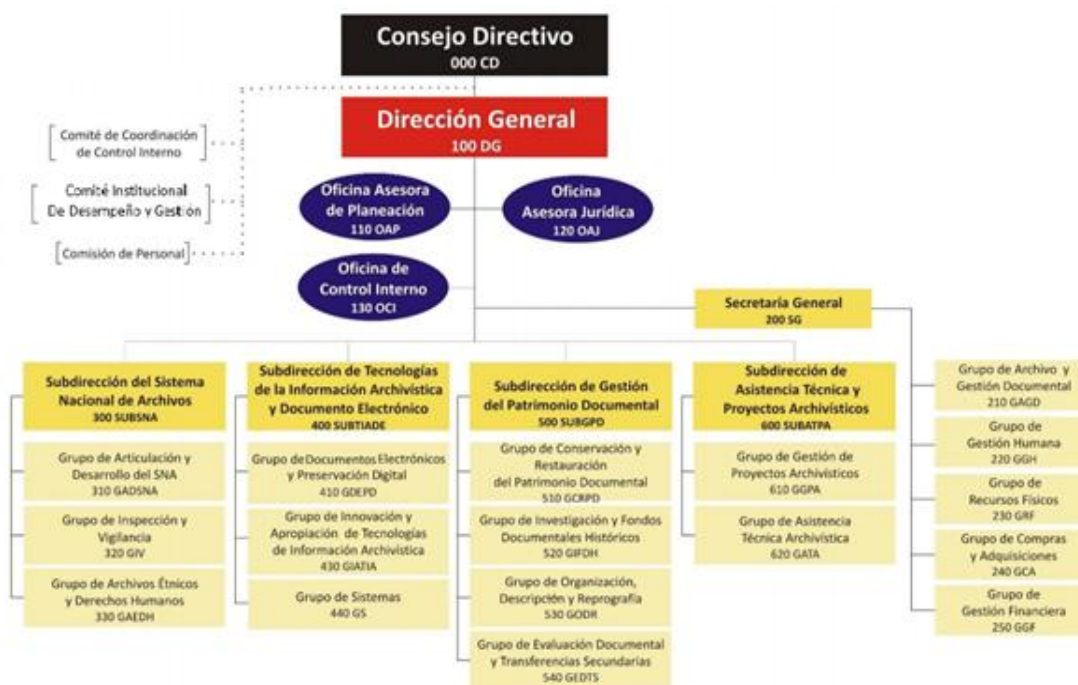 Consejo Directivo
000 CD
Dirección General
100 DG
Comité de Coordinación
de Control Interno
Comité Institucional
De Desempeño y Gestión
Comisión de Personal
Oficina Asesora
de Planeación
110 OAP
Oficina
Asesora Jurídica
120 OAJ
Oficina de
Control Interno
130 OCI
Secretaría General
200 SG
Subdirección del Sistema
Nacional de Archivos
300 SUBSNA
Grupo de Articulación y
Desarrollo del SNA
310 GADSNA
Grupo de Inspección y
Vigilancia
320 GIV
Grupo de Archivos Étnicos
y Derechos Humanos
330 GAEDH
Subdirección de Tecnologías
de la Información Archivística
y Documento Electrónico
400 SUBTIADE
Grupo de Documentos Electrónicos
y Preservación Digital
410 GDEPD
Grupo de Innovación y
Apropiación de Tecnologías
de Información Archivística
430 GIATIA
Grupo de Sistemas
440 GS
Subdirección de Gestión
del Patrimonio Documental
500 SUBGPD
Grupo de Conservación y
Restauración
del Patrimonio Documental
510 GCRPD
Grupo de Investigación y Fondos
Documentales Históricos
520 GIFDH
Grupo de Organización,
Descripción y Reprografía
530 GODR
Grupo de Evaluación Documental
y Transferencias Secundarias
540 GEDTS
Subdirección de
Asistencia Técnica y
Proyectos Archivísticos
600 SUBATPA
Grupo de Gestión de
Proyectos Archivísticos
610 GGPA
Grupo de Asistencia
Técnica Archivística
620 GATA
Grupo de Archivo y
Gestión Documental
210 GAGD
Grupo de
Gestión Humana
220 GGH
Grupo de
Recursos Físicos
230 GRF
Grupo de Compras
y Adquisiciones
240 GCA
Grupo de
Gestión Financiera
250 GGF